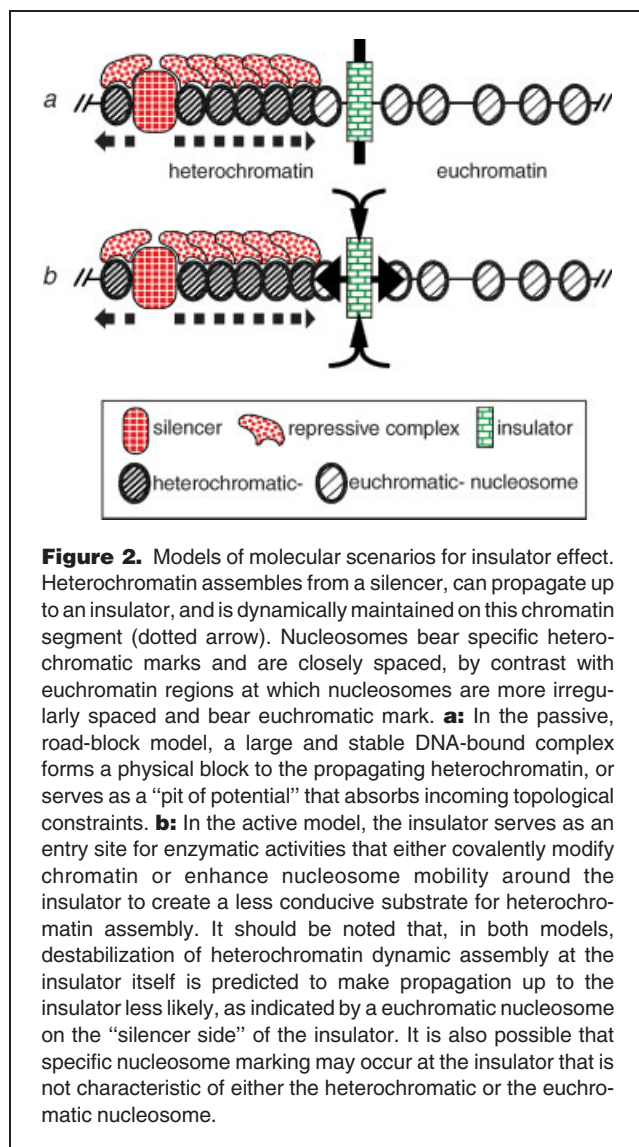 a
heterochromatin euchromatin
b
silencer repressive complex insulator
heterochromatic- euchromatic- nucleosome
Figure 2. Models of molecular scenarios for insulator effect.
Heterochromatin assembles from a silencer, can propagate up
to an insulator, and is dynamically maintained on this chromatin
segment (dotted arrow). Nucleosomes bear specific hetero-
chromatic marks and are closely spaced, by contrast with
euchromatin regions at which nucleosomes are more irregu-
larly spaced and bear euchromatic mark. a: In the passive,
road-block model, a large and stable DNA-bound complex
forms a physical block to the propagating heterochromatin, or
serves as a “pit of potential” that absorbs incoming topological
constraints. b: In the active model, the insulator serves as an
entry site for enzymatic activities that either covalently modify
chromatin or enhance nucleosome mobility around the
insulator to create a less conducive substrate for heterochro-
matin assembly. It should be noted that, in both models,
destabilization of heterochromatin dynamic assembly at the
insulator itself is predicted to make propagation up to the
insulator less likely, as indicated by a euchromatic nucleosome
on the “silencer side” of the insulator. It is also possible that
specific nucleosome marking may occur at the insulator that is
not characteristic of either the heterochromatic or the euchro-
matic nucleosome.